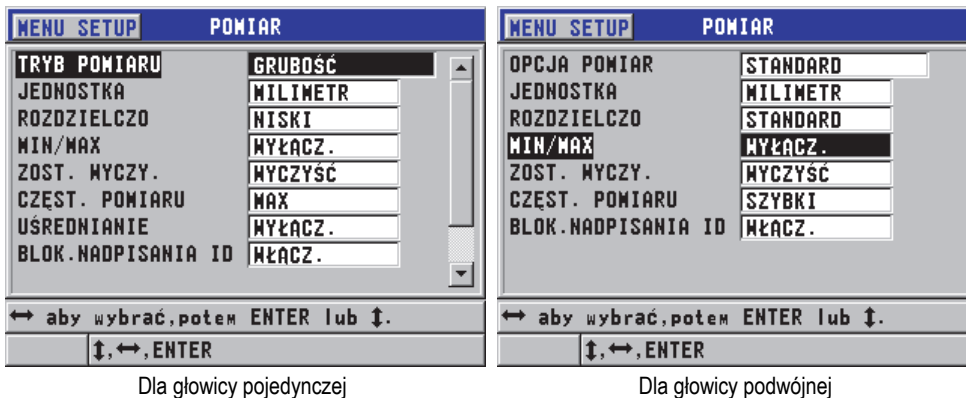 MENU SETUP POMIAR
TRYB POMIARU GRUBOŚĆ
JEDNOSTKA MILIMETR
ROZDZIELCZO NISKI
MIN/MAX WYŁĄCZ.
ZOST. WYCZY. WYCZYŚĆ
CZĘST. POMIARU MAX
UŚREDNIANIE WYŁĄCZ.
BLOK.NADPISANIA ID WŁĄCZ.
↔ aby wybrać,potem ENTER lub ↕.
↕,↔,ENTER
Dla głowicy pojedynczej
MENU SETUP POMIAR
OPCJA POMIAR STANDARD
JEDNOSTKA MILIMETR
ROZDZIELCZO STANDARD
MIN/MAX WYŁĄCZ.
ZOST. WYCZY. WYCZYŚĆ
CZĘST. POMIARU SZYBKI
BLOK.NADPISANIA ID WŁĄCZ.
↔ aby wybrać,potem ENTER lub ↕.
↕,↔,ENTER
Dla głowicy podwójnej